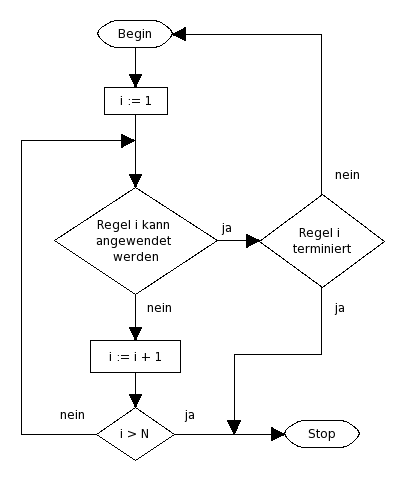 Begin
i := 1
nein
Regel i kann
angewendet
werden
ja
Regel i
terminiert
nein
ja
i := i + 1
nein
ja
i > N
Stop